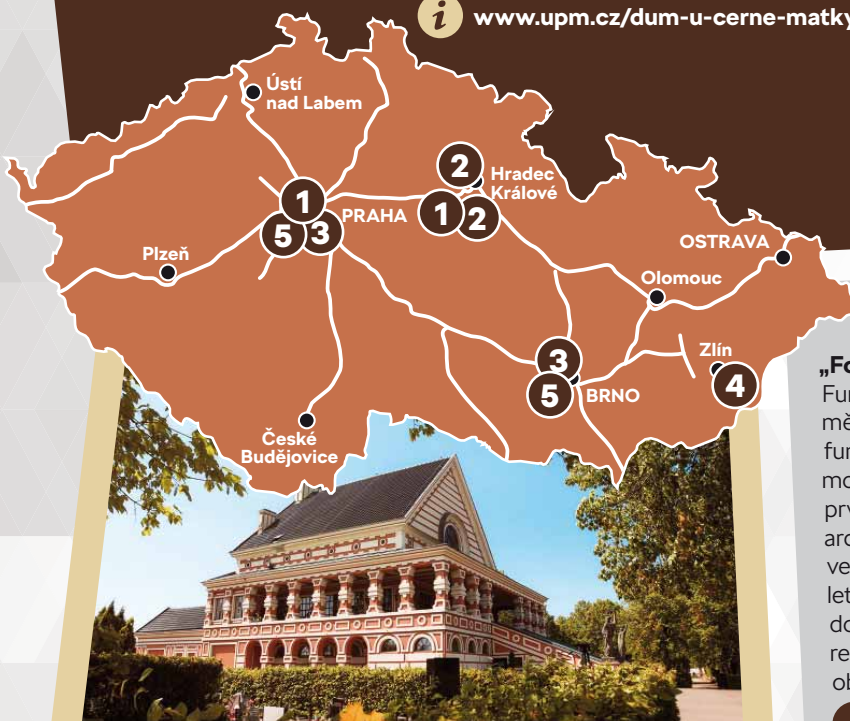 i www.upm.cz/dum-u-cerne-matky
Ústí
nad Labem
2
Hradec
Králové
1
PRAHA
1
2
5
3
OSTRAVA
Plzeň
Olomouc
Zlín
3
4
5
BRNO
České
Budějovice
„Fo
Fun
mě
fun
mo
prv
arc
ve
let
do
re
ob